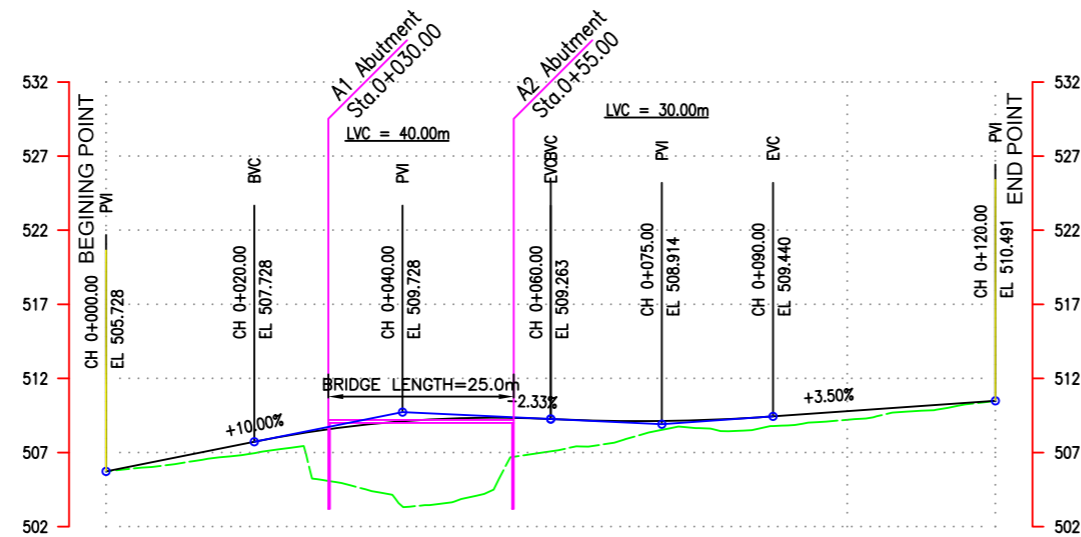 A1 Abutment
Sta.0+030.00
A2 Abutment
Sta.0+55.00
LVC = 40.00m
LVC = 30.00m
532
527
522
517
512
507
502
BEGINING POINT
PVI
CH 0+000.00
EL 505.728
BVC
CH 0+020.00
EL 507.728
PVI
CH 0+040.00
EL 509.728
EVCBVC
CH 0+060.00
EL 509.263
PVI
CH 0+075.00
EL 508.914
EVC
CH 0+090.00
EL 509.440
PVI
END POINT
CH 0+120.00
EL 510.491
BRIDGE LENGTH=25.0m
+10.00%
-2.33%
+3.50%
532
527
522
517
512
507
502